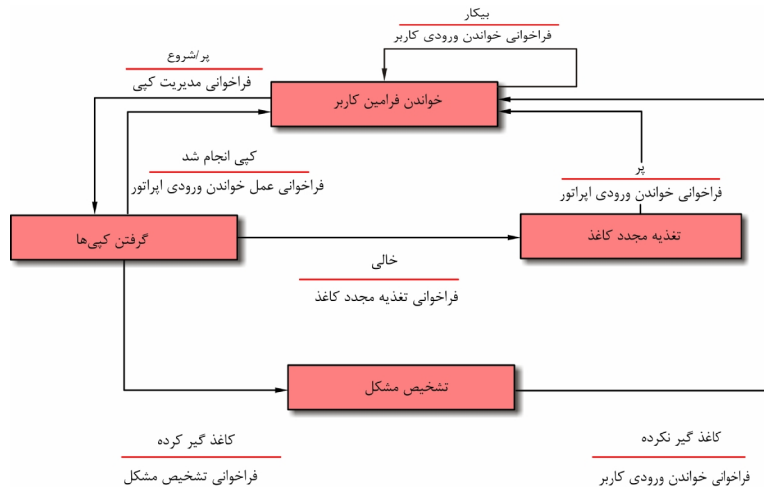 بیکار
فراخوانی خواندن ورودی کاربر
پر/شروع
فراخوانی مدیریت کپی
خواندن فرامین کاربر
کپی انجام شد
فراخوانی عمل خواندن ورودی اپراتور
پر
فراخوانی خواندن ورودی اپراتور
گرفتن کپی‌ها
تغذیه مجدد کاغذ
خالی
فراخوانی تغذیه مجدد کاغذ
تشخیص مشکل
کاغذ گیر کرده
فراخوانی تشخیص مشکل
کاغذ گیر نکرده
فراخوانی خواندن ورودی کاربر